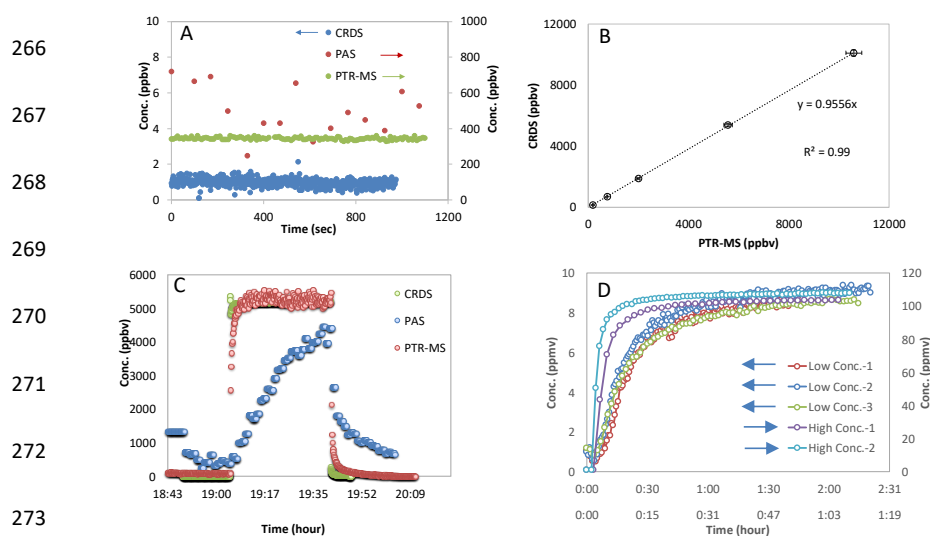 266
267
268
269
270
271
272
273
A
10
8
6
4
2
0
Conc. (ppbv)
1000
800
600
400
200
0
Conc. (ppbv)
CRDS
PAS
PTR-MS
0
400
800
1200
Time (sec)
B
10000
8000
4000
0
CRDS (ppbv)
y = 0.9556x
R² = 0.99
0
4000
8000
12000
PTR-MS (ppbv)
C
6000
5000
4000
3000
2000
1000
0
Conc. (ppbv)
CRDS
PAS
PTR-MS
18:43
19:00
19:17
19:35
19:52
20:09
Time (hour)
D
10
8
6
4
2
0
Conc. (ppmv)
120
100
80
60
40
20
0
Conc. (ppmv)
Low Conc.-1
Low Conc.-2
Low Conc.-3
High Conc.-1
High Conc.-2
0:00 0:30 1:00 1:30 2:00 2:31
0:00 0:15 0:31 0:47 1:03 1:19
Time (hour)